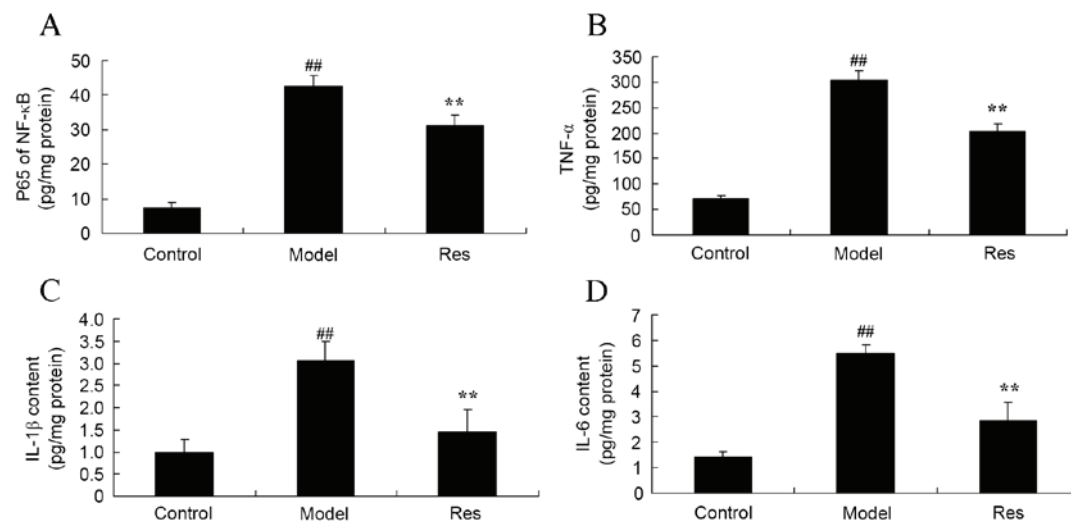 A
P65 of NF-κB
(pg/mg protein)
50
40
30
20
10
0
##
**
Control
Model
Res
B
TNF-α
(pg/mg protein)
350
300
250
200
150
100
50
0
##
**
Control
Model
Res
C
IL-1β content
(pg/mg protein)
4.0
3.5
3.0
2.5
2.0
1.5
1.0
0.5
0
##
**
Control
Model
Res
D
IL-6 content
(pg/mg protein)
7
6
5
4
3
2
1
0
##
**
Control
Model
Res